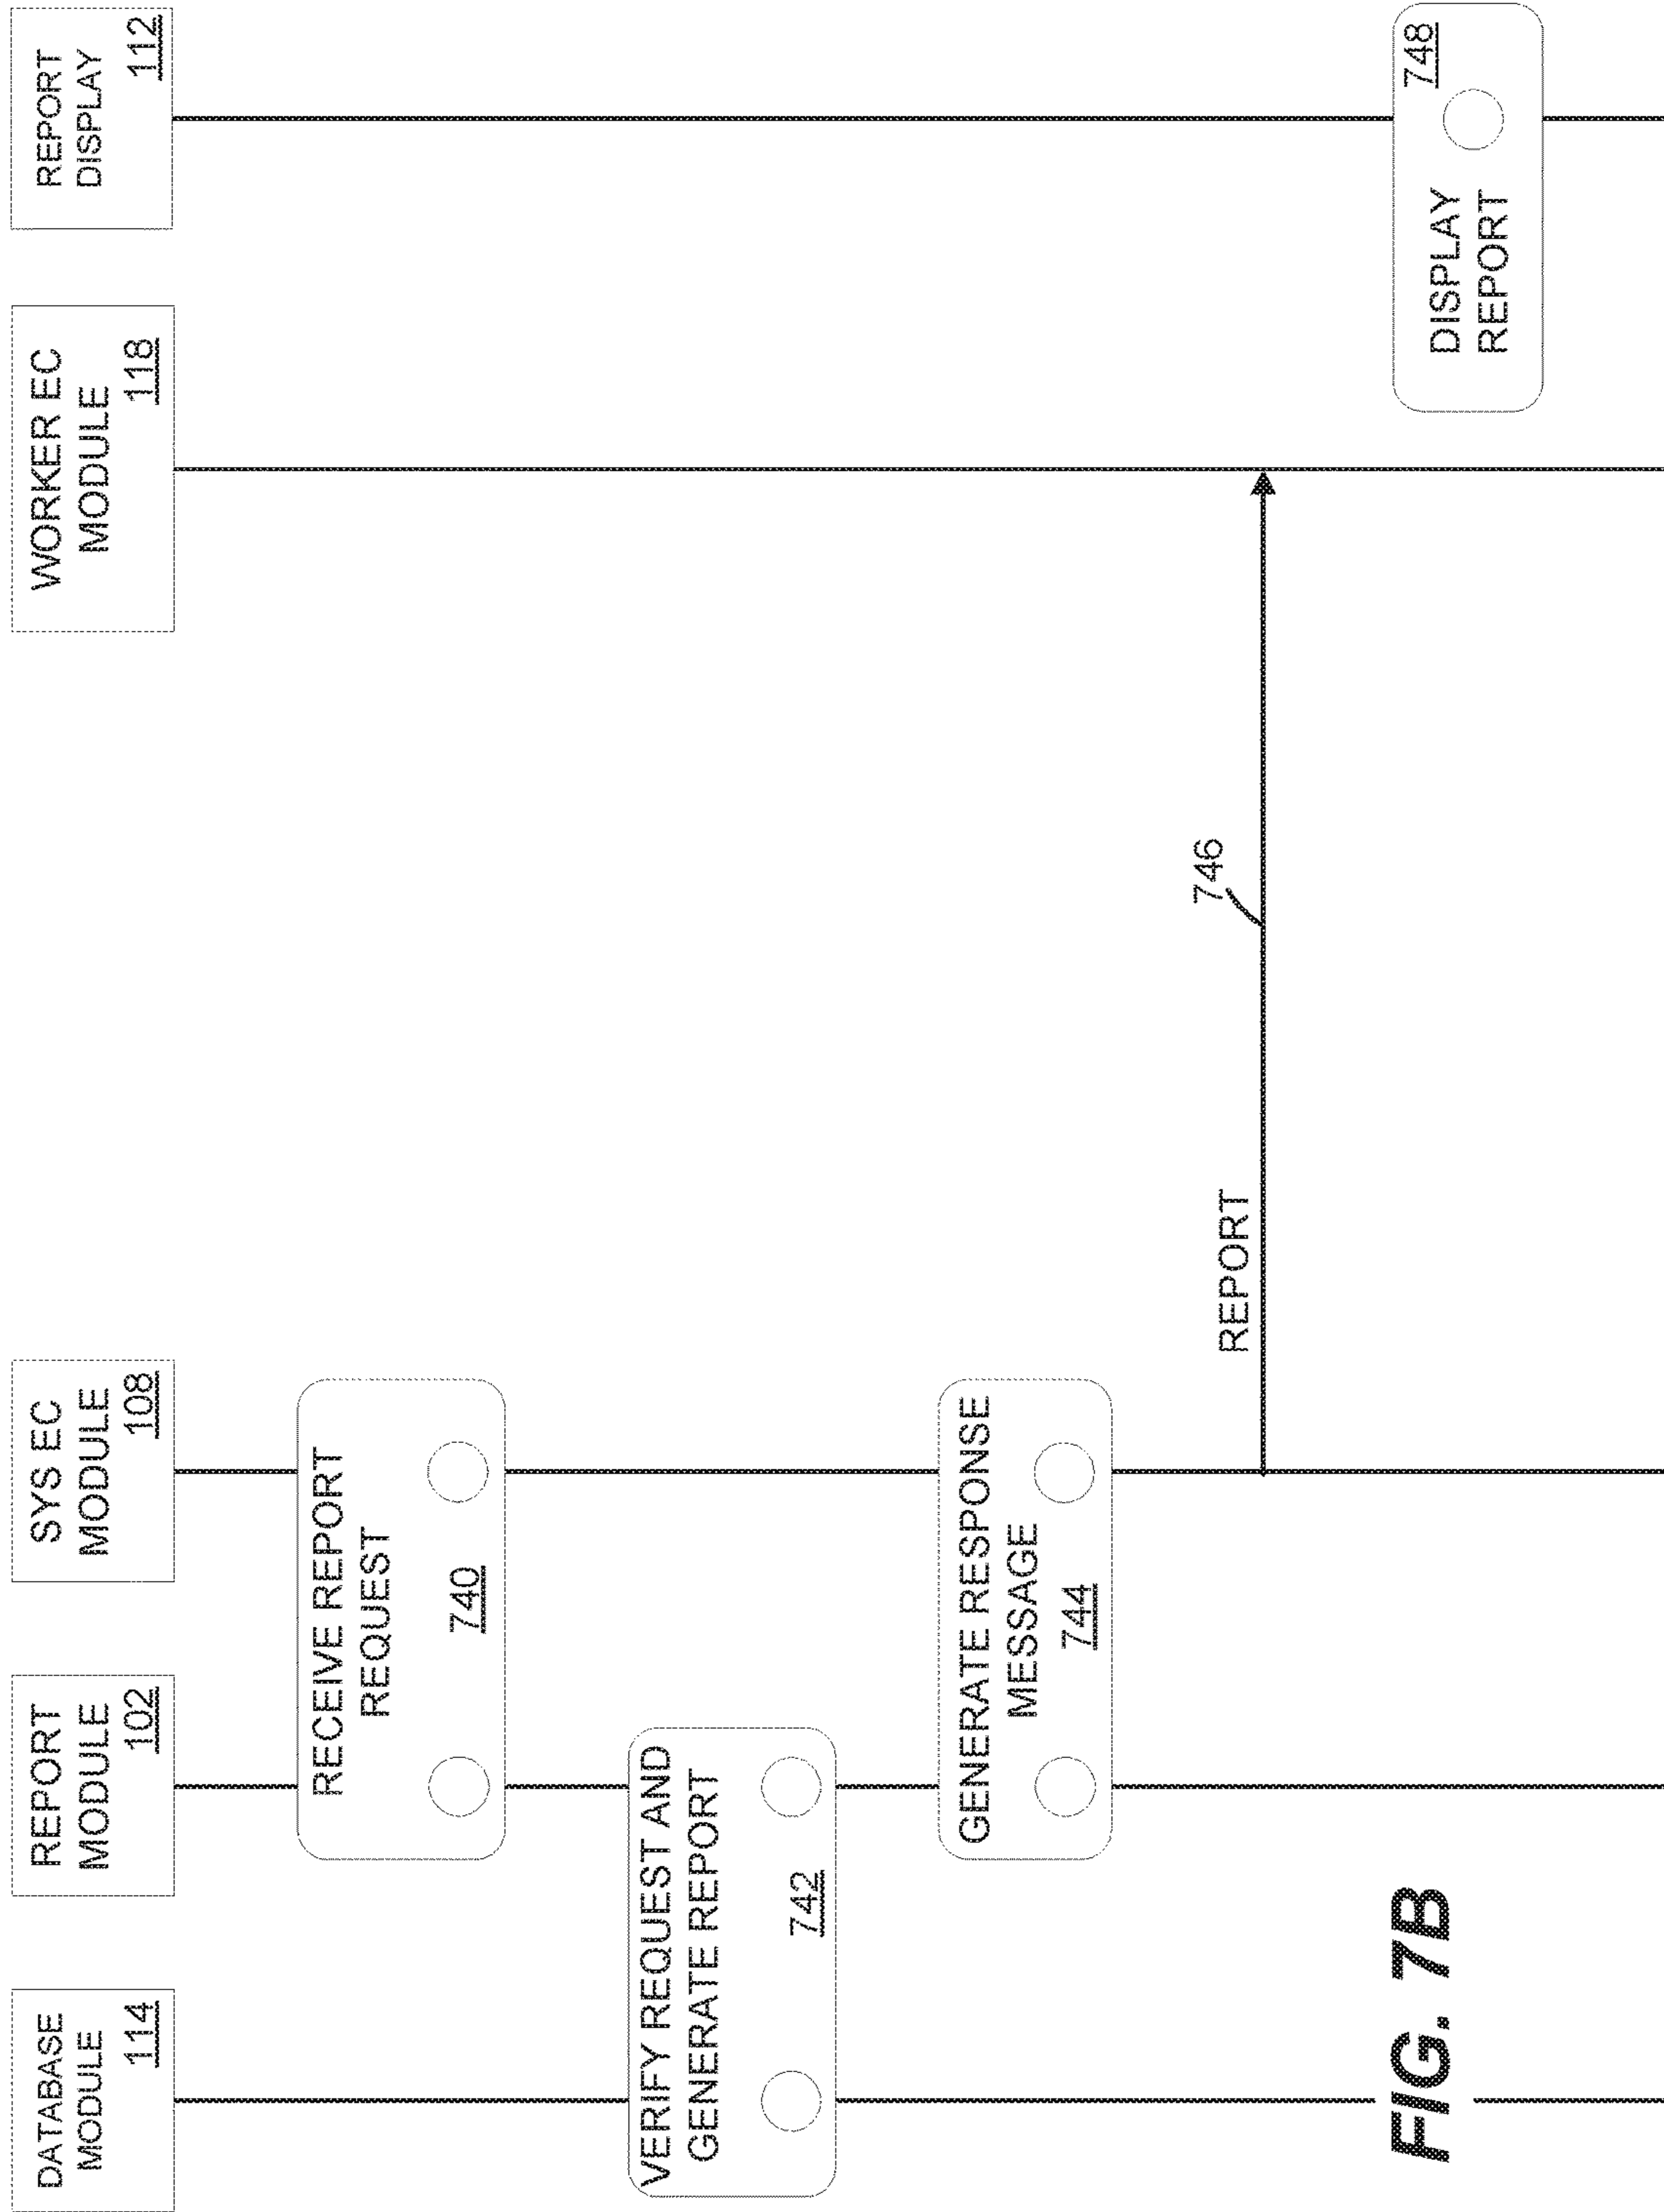 DATABASE
MODULE
114
REPORT
MODULE
102
SYS EC
MODULE
108
WORKER EC
MODULE
118
REPORT
DISPLAY
112
RECEIVE REPORT
REQUEST
740
VERIFY REQUEST AND
GENERATE REPORT
742
GENERATE RESPONSE
MESSAGE
744
REPORT
746
748
DISPLAY
REPORT
FIG. 7B